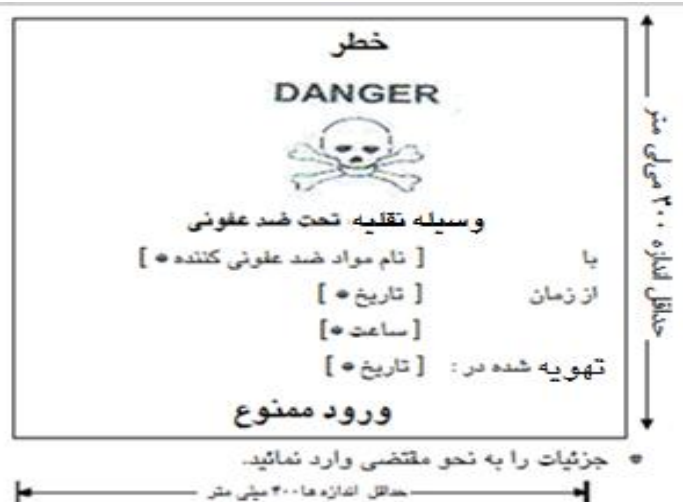 خطر
DANGER
وسیله نقلیه تحت ضد عفونی
با [ نام مواد ضد عفونی کننده * ]
از زمان [ تاریخ * ]
[ ساعت * ]
تهویه شده در : [ تاریخ * ]
ورود ممنوع
حداقل اندازه ۳۰۰ میلی متر
* جزئیات را به نحو مقتضی وارد نمائید.
حداقل اندازه ها ۳۰۰ میلی متر